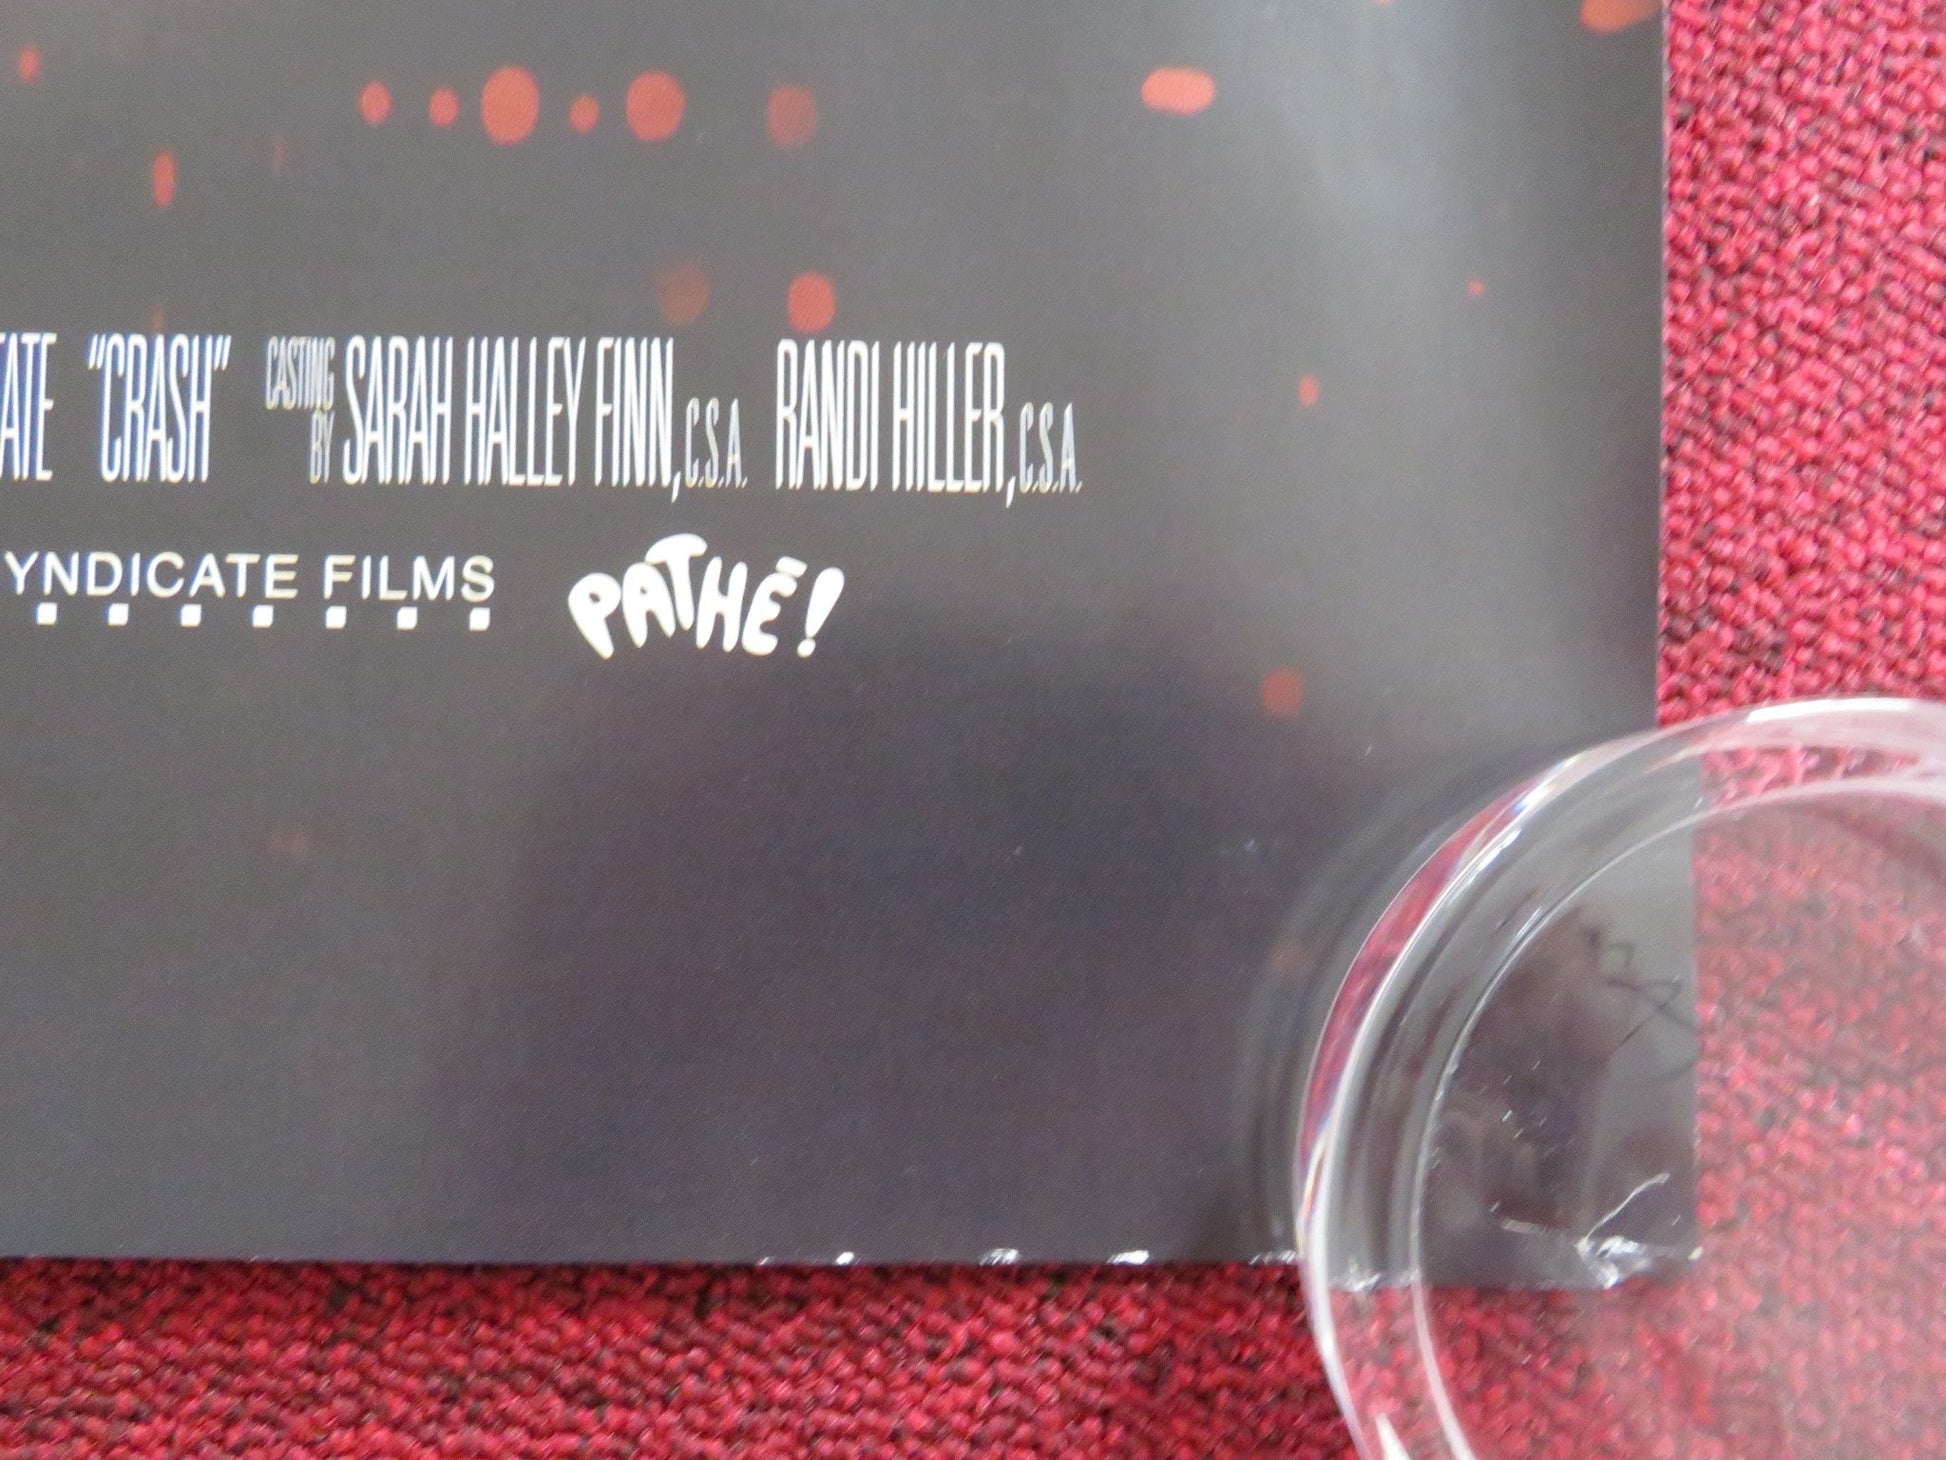 "CRASH" CASTING BY SARAH HALLEY FINN, C.S.A. RANDI HILLER, C.S.A.
YNDICATE FILMS PATHÉ!